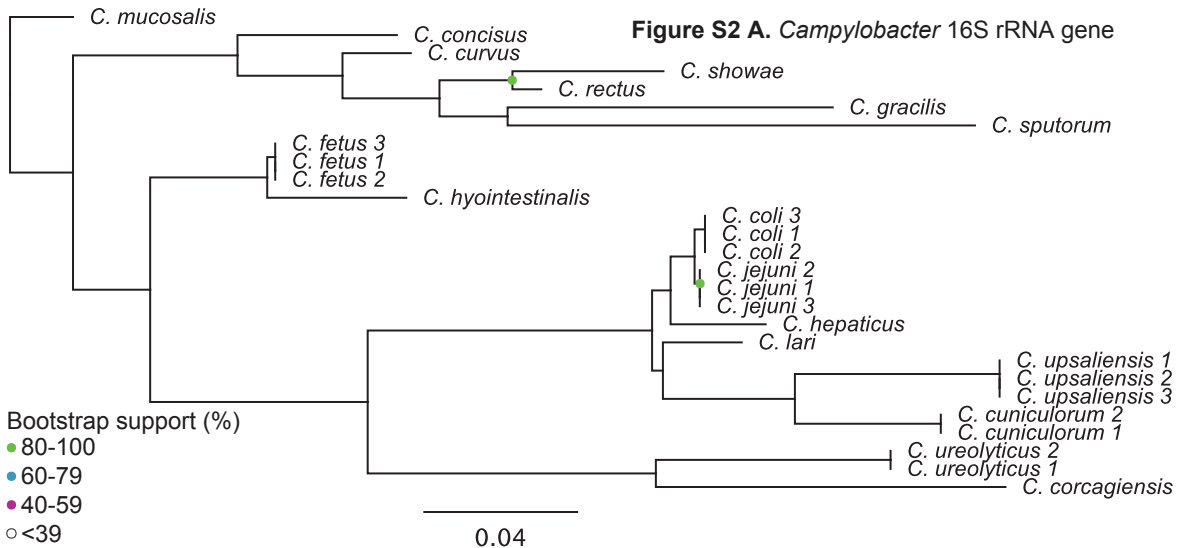 C. mucosalis
Figure S2 A. Campylobacter 16S rRNA gene
C. concisus
C. curvus
C. showae
C. rectus
C. gracilis
C. sputorum
C. fetus 3
C. fetus 1
C. fetus 2
C. hyointestinalis
C. coli 3
C. coli 1
C. coli 2
C. jejuni 2
C. jejuni 1
C. jejuni 3
C. hepaticus
C. lari
C. upsaliensis 1
C. upsaliensis 2
C. upsaliensis 3
C. cuniculorum 2
C. cuniculorum 1
C. ureolyticus 2
C. ureolyticus 1
C. corcagiensis
Bootstrap support (%)
80-100
60-79
40-59
<39
0.04